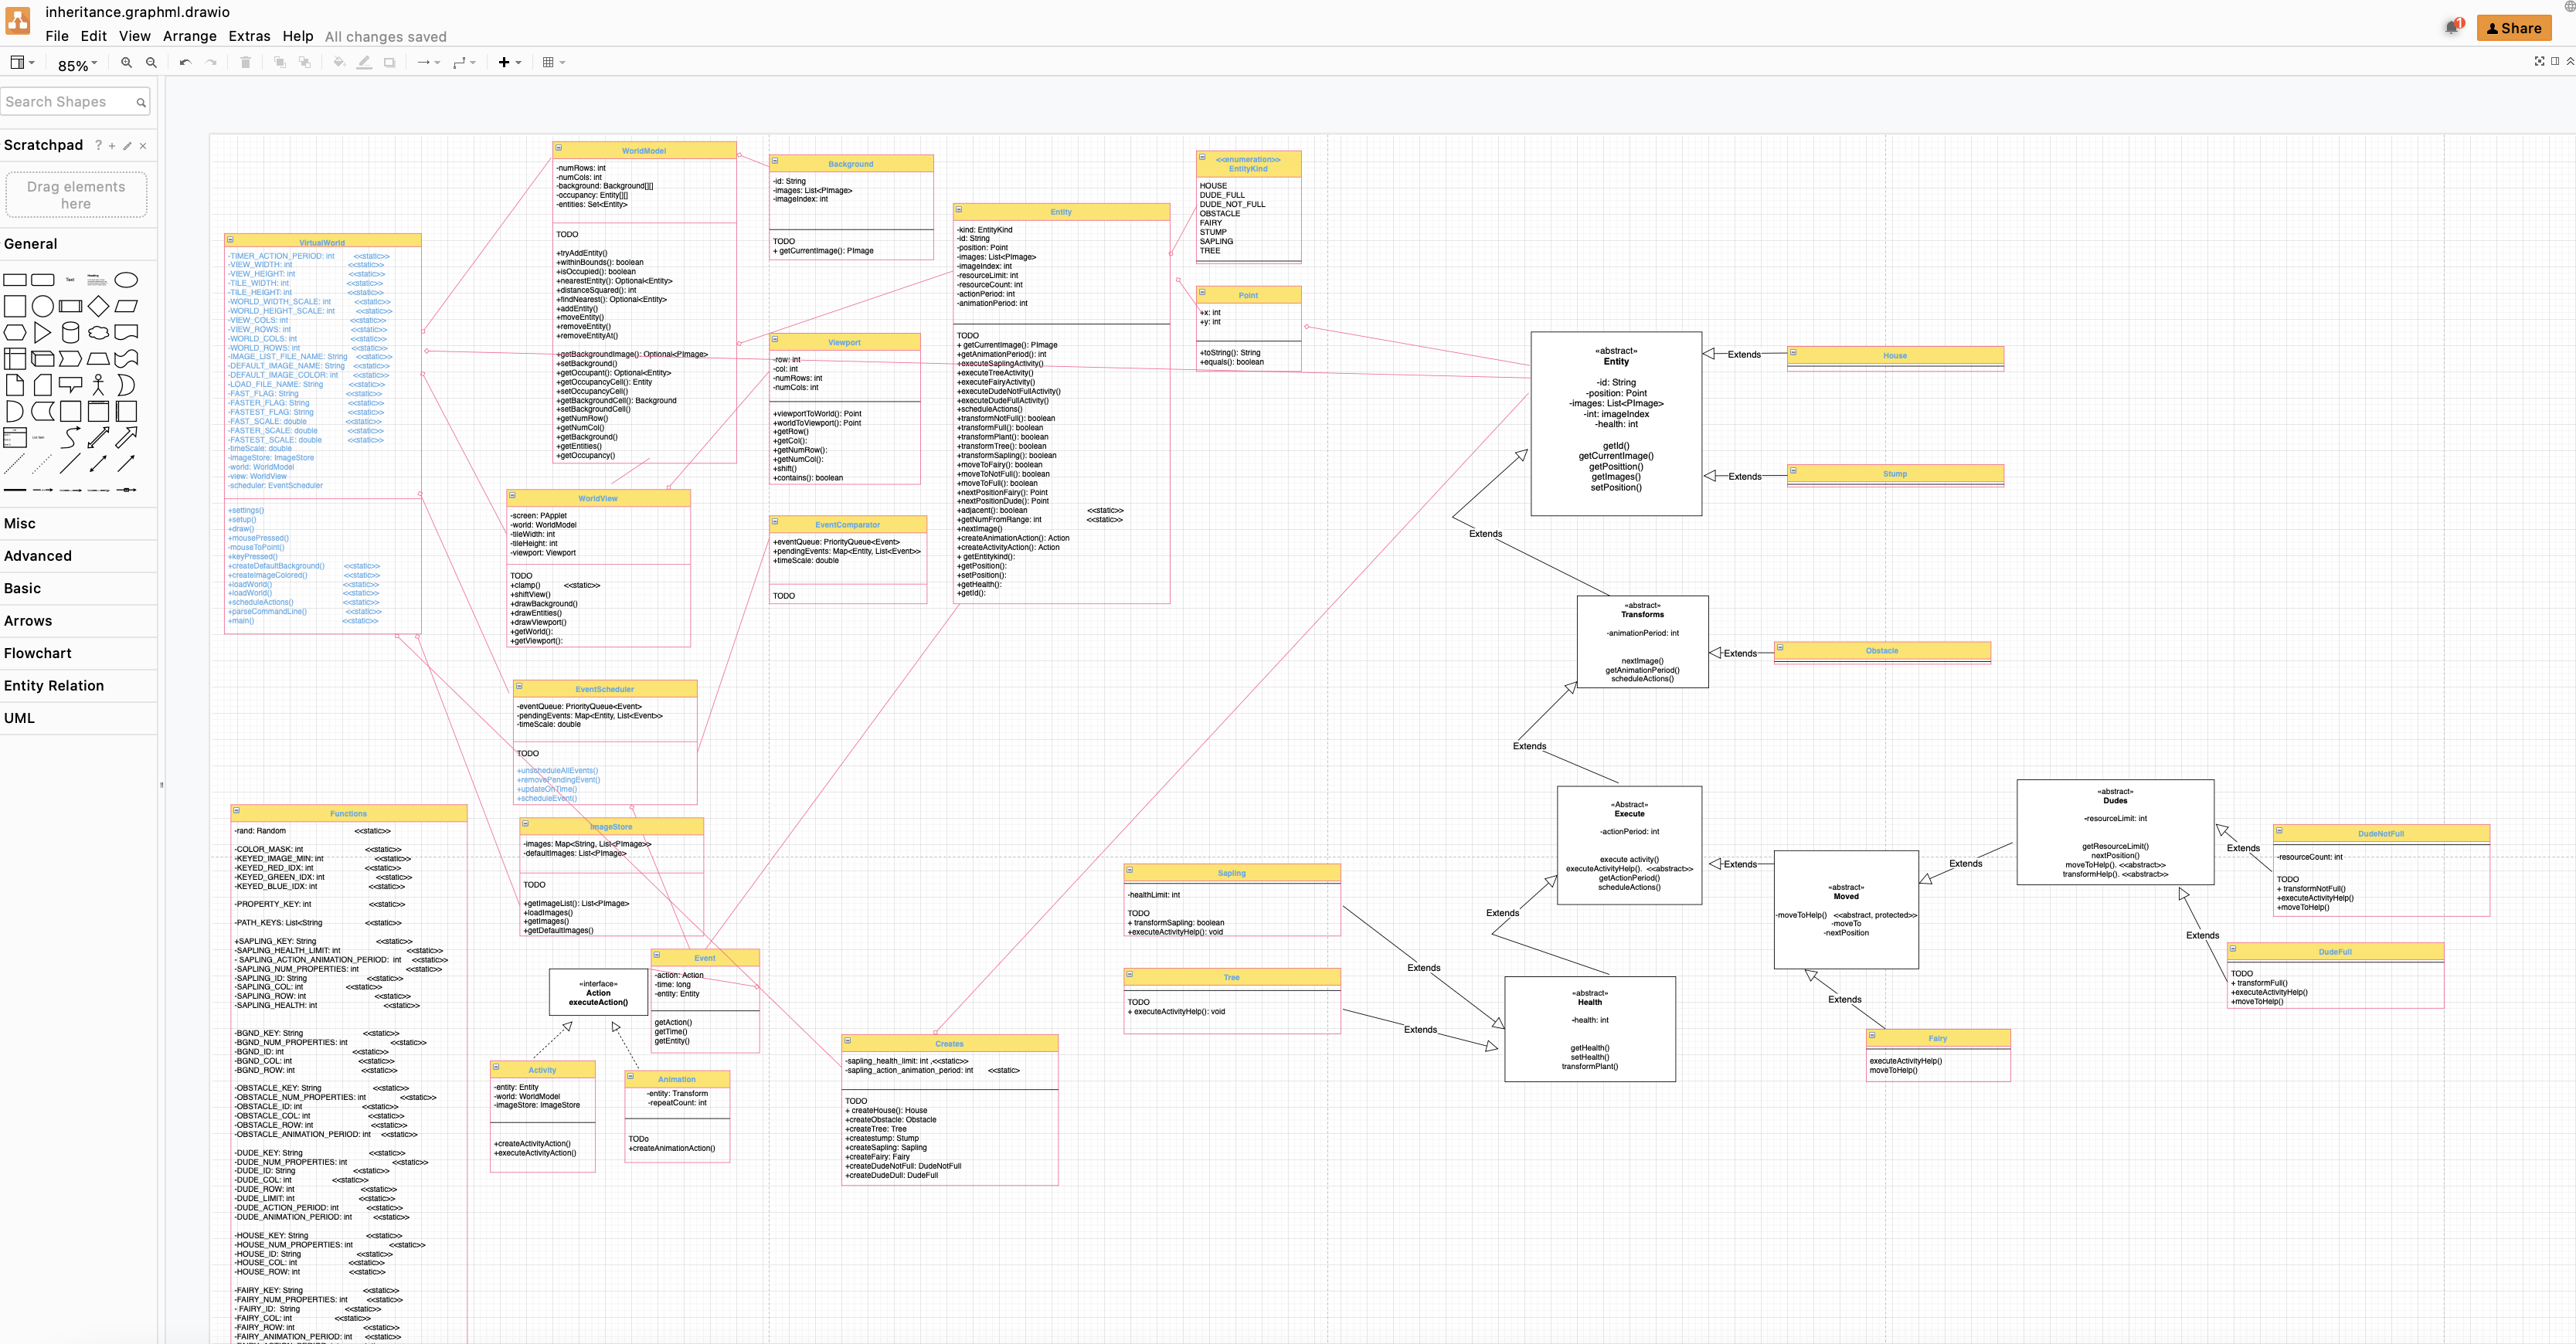 inheritance.graphml.drawio
File Edit View Arrange Extras Help All changes saved
1
Share
85%
Search Shapes
Scratchpad
Drag elements
here
General
Text
Heading
List Item
Misc
Advanced
Basic
Arrows
Flowchart
Entity Relation
UML
VirtualWorld
-TIMER_ACTION_PERIOD: int <<static>>
-VIEW_WIDTH: int <<static>>
-VIEW_HEIGHT: int <<static>>
-TILE_WIDTH: int <<static>>
-TILE_HEIGHT: int <<static>>
-WORLD_WIDTH_SCALE: int <<static>>
-WORLD_HEIGHT_SCALE: int <<static>>
-VIEW_COLS: int <<static>>
-VIEW_ROWS: int <<static>>
-WORLD_COLS: int <<static>>
-WORLD_ROWS: int <<static>>
-IMAGE_LIST_FILE_NAME: String <<static>>
-DEFAULT_IMAGE_NAME: String <<static>>
-DEFAULT_IMAGE_COLOR: int <<static>>
-LOAD_FILE_NAME: String <<static>>
-FAST_FLAG: String <<static>>
-FASTER_FLAG: String <<static>>
-FASTEST_FLAG: String <<static>>
-FAST_SCALE: double <<static>>
-FASTER_SCALE: double <<static>>
-FASTEST_SCALE: double <<static>>
-timeScale: double
-imageStore: ImageStore
-world: WorldModel
-view: WorldView
-scheduler: EventScheduler
+settings()
+setup()
+draw()
+mousePressed()
-mouseToPoint()
+keyPressed()
+createDefaultBackground() <<static>>
+createImageColored() <<static>>
+loadWorld() <<static>>
+loadWorld() <<static>>
+scheduleActions() <<static>>
+parseCommandLine() <<static>>
+main() <<static>>
WorldModel
-numRows: int
-numCols: int
-background: Background[][]
-occupancy: Entity[][]
-entities: Set<Entity>
TODO
+tryAddEntity()
+withinBounds(): boolean
+isOccupied(): boolean
+nearestEntity(): Optional<Entity>
+distanceSquared(): int
+findNearest(): Optional<Entity>
+addEntity()
+moveEntity()
+removeEntity()
+removeEntityAt()
+getBackgroundImage(): Optional<PImage>
+setBackground()
+getOccupant(): Optional<Entity>
+getOccupancyCell(): Entity
+setOccupancyCell()
+getBackgroundCell(): Background
+setBackgroundCell()
+getNumRow()
+getNumCol()
+getBackground()
+getEntities()
+getOccupancy()
Background
-id: String
-images: List<PImage>
-imageIndex: int
TODO
+ getCurrentImage(): PImage
Viewport
-row: int
-col: int
-numRows: int
-numCols: int
+viewportToWorld(): Point
+worldToViewport(): Point
+getRow()
+getCol():
+getNumRow():
+getNumCol():
+shift()
+contains(): boolean
WorldView
-screen: PApplet
-world: WorldModel
-tileWidth: int
-tileHeight: int
-viewport: Viewport
TODO
+clamp() <<static>>
+shiftView()
+drawBackground()
+drawEntities()
+drawViewport()
+getWorld():
+getViewport():
EventComparator
+eventQueue: PriorityQueue<Event>
+pendingEvents: Map<Entity, List<Event>>
+timeScale: double
TODO
Entity
-kind: EntityKind
-id: String
-position: Point
-images: List<PImage>
-imageIndex: int
-resourceLimit: int
-resourceCount: int
-actionPeriod: int
-animationPeriod: int
TODO
+ getCurrentImage(): PImage
+getAnimationPeriod(): int
+executeSaplingActivity()
+executeTreeActivity()
+executeFairyActivity()
+executeDudeNotFullActivity()
+executeDudeFullActivity()
+scheduleActions()
+transformNotFull(): boolean
+transformFull(): boolean
+transformPlant(): boolean
+transformTree(): boolean
+transformSapling(): boolean
+moveToFairy(): boolean
+moveToNotFull(): boolean
+moveToFull(): boolean
+nextPositionFairy(): Point
+nextPositionDude(): Point
+adjacent(): boolean <<static>>
+getNumFromRange: int <<static>>
+nextImage()
+createAnimationAction(): Action
+createActivityAction(): Action
+ getEntitykind():
+getPosition():
+setPosition():
+getHealth():
+getId():
<<enumeration>>
EntityKind
HOUSE
DUDE_FULL
DUDE_NOT_FULL
OBSTACLE
FAIRY
STUMP
SAPLING
TREE
Point
+x: int
+y: int
+toString(): String
+equals(): boolean
EventScheduler
-eventQueue: PriorityQueue<Event>
-pendingEvents: Map<Entity, List<Event>>
-timeScale: double
TODO
+unscheduleAllEvents()
+removePendingEvent()
+updateOnTime()
+scheduleEvent()
ImageStore
-images: Map<String, List<PImage>>
-defaultImages: List<PImage>
TODO
+getImageList(): List<PImage>
+loadImages()
+getImages()
+getDefaultImages()
Event
-action: Action
-time: long
-entity: Entity
getAction()
getTime()
getEntity()
«interface»
Action
executeAction()
Activity
-entity: Entity
-world: WorldModel
-imageStore: ImageStore
+createActivityAction()
+executeActivityAction()
Animation
-entity: Transform
-repeatCount: int
TODo
+createAnimationAction()
Creates
-sapling_health_limit: int ,<<static>>
-sapling_action_animation_period: int <<static>>
TODO
+ createHouse(): House
+createObstacle: Obstacle
+createTree: Tree
+createstump: Stump
+createSapling: Sapling
+createFairy: Fairy
+createDudeNotFull: DudeNotFull
+createDudeDull: DudeFull
Functions
-rand: Random <<static>>
-COLOR_MASK: int <<static>>
-KEYED_IMAGE_MIN: int <<static>>
-KEYED_RED_IDX: int <<static>>
-KEYED_GREEN_IDX: int <<static>>
-KEYED_BLUE_IDX: int <<static>>
-PROPERTY_KEY: int <<static>>
-PATH_KEYS: List<String <<static>>
+SAPLING_KEY: String <<static>>
-SAPLING_HEALTH_LIMIT: int <<static>>
- SAPLING_ACTION_ANIMATION_PERIOD: int <<static>>
-SAPLING_NUM_PROPERTIES: int <<static>>
-SAPLING_ID: String <<static>>
-SAPLING_COL: int <<static>>
-SAPLING_ROW: int <<static>>
-SAPLING_HEALTH: int <<static>>
-BGND_KEY: String <<static>>
-BGND_NUM_PROPERTIES: int <<static>>
-BGND_ID: int <<static>>
-BGND_COL: int <<static>>
-BGND_ROW: int <<static>>
-OBSTACLE_KEY: String <<static>>
-OBSTACLE_NUM_PROPERTIES: int <<static>>
-OBSTACLE_ID: int <<static>>
-OBSTACLE_COL: int <<static>>
-OBSTACLE_ROW: int <<static>>
-OBSTACLE_ANIMATION_PERIOD: int <<static>>
-DUDE_KEY: String <<static>>
-DUDE_NUM_PROPERTIES: int <<static>>
-DUDE_ID: String <<static>>
-DUDE_COL: int <<static>>
-DUDE_ROW: int <<static>>
-DUDE_LIMIT: int <<static>>
-DUDE_ACTION_PERIOD: int <<static>>
-DUDE_ANIMATION_PERIOD: int <<static>>
-HOUSE_KEY: String <<static>>
-HOUSE_NUM_PROPERTIES: int <<static>>
-HOUSE_ID: String <<static>>
-HOUSE_COL: int <<static>>
-HOUSE_ROW: int <<static>>
-FAIRY_KEY: String <<static>>
-FAIRY_NUM_PROPERTIES: int <<static>>
- FAIRY_ID: String <<static>>
-FAIRY_COL: int <<static>>
-FAIRY_ROW: int <<static>>
-FAIRY_ANIMATION_PERIOD: int <<static>>
«abstract»
Entity
-id: String
-position: Point
-images: List<PImage>
-int: imageIndex
-health: int
getId()
getCurrentImage()
getPosittion()
getImages()
setPosition()
Extends
House
Extends
Stump
Extends
«abstract»
Transforms
-animationPeriod: int
nextImage()
getAnimationPeriod()
scheduleActions()
Extends
Obstacle
Extends
«Abstract»
Execute
-actionPeriod: int
execute activity()
executeActivityHelp(). <<abstract>>
getActionPeriod()
scheduleActions()
Extends
«abstract»
Moved
-moveToHelp() <<abstract, protected>>
-moveTo
-nextPosition
Extends
«abstract»
Dudes
-resourceLimit: int
getResourceLimit()
nextPosition()
moveToHelp(). <<abstract>>
transformHelp(). <<abstract>>
Extends
DudeNotFull
-resourceCount: int
TODO
+ transformNotFull()
+executeActivityHelp()
+moveToHelp()
Extends
DudeFull
TODO
+ transformFull()
+executeActivityHelp()
+moveToHelp()
Extends
Fairy
executeActivityHelp()
moveToHelp()
Extends
«abstract»
Health
-health: int
getHealth()
setHealth()
transformPlant()
Extends
Sapling
-healthLimit: int
TODO
+ transformSapling: boolean
+executeActivityHelp(): void
Extends
Tree
TODO
+ executeActivityHelp(): void